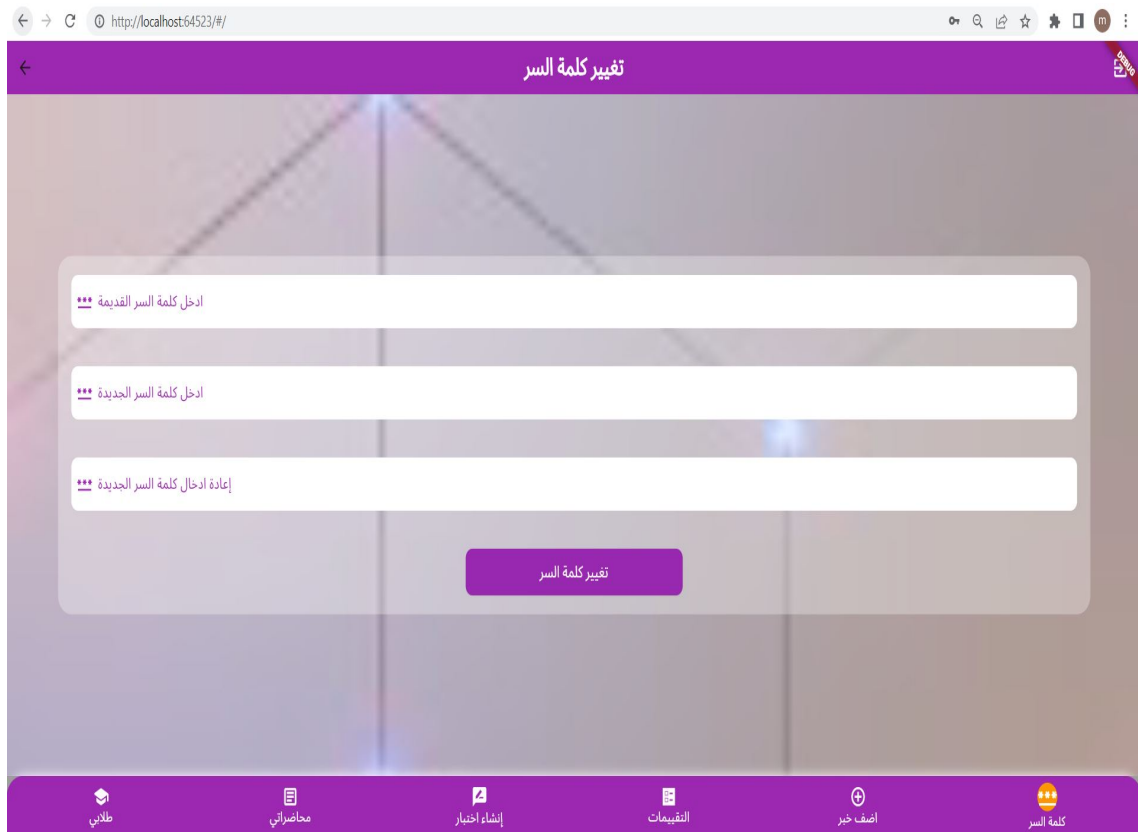 http://localhost:64523/#/
m
تغيير كلمة السر
DEBUG
ادخل كلمة السر القديمة
ادخل كلمة السر الجديدة
إعادة ادخال كلمة السر الجديدة
تغيير كلمة السر
كلمة السر
اضف خبر
التقييمات
إنشاء اختبار
محاضراتي
طلابي